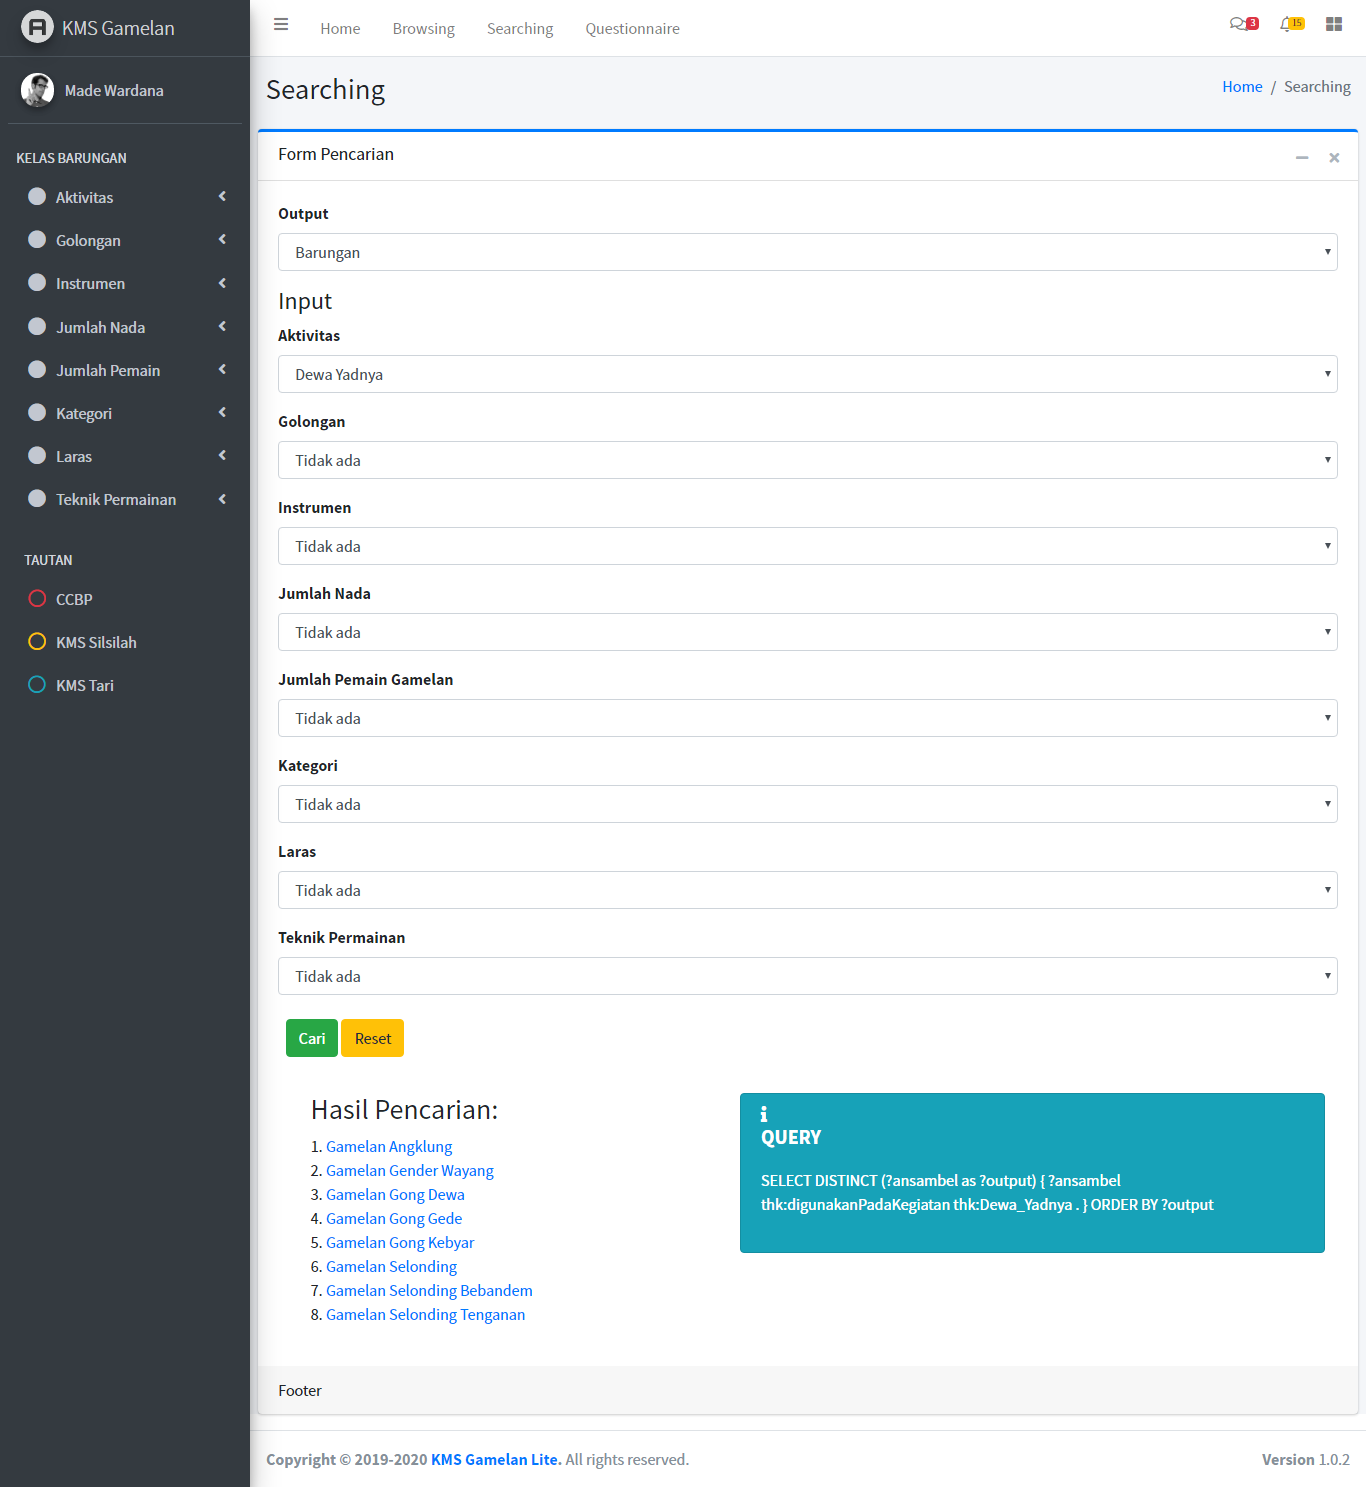 KMS Gamelan
Made Wardana
KELAS BARUNGAN
Aktivitas
Golongan
Instrumen
Jumlah Nada
Jumlah Pemain
Kategori
Laras
Teknik Permainan
TAUTAN
CCBP
KMS Silsilah
KMS Tari
Home Browsing Searching Questionnaire 3 15
Searching
Home / Searching
Form Pencarian
Output
Barungan
Input
Aktivitas
Dewa Yadnya
Golongan
Tidak ada
Instrumen
Tidak ada
Jumlah Nada
Tidak ada
Jumlah Pemain Gamelan
Tidak ada
Kategori
Tidak ada
Laras
Tidak ada
Teknik Permainan
Tidak ada
Cari Reset
Hasil Pencarian:
1. Gamelan Angklung
2. Gamelan Gender Wayang
3. Gamelan Gong Dewa
4. Gamelan Gong Gede
5. Gamelan Gong Kebyar
6. Gamelan Selonding
7. Gamelan Selonding Bebandem
8. Gamelan Selonding Tenganan
QUERY
SELECT DISTINCT (?ansambel as ?output) { ?ansambel
thk:digunakanPadaKegiatan thk:Dewa_Yadnya . } ORDER BY ?output
Footer
Copyright © 2019-2020 KMS Gamelan Lite. All rights reserved.
Version 1.0.2